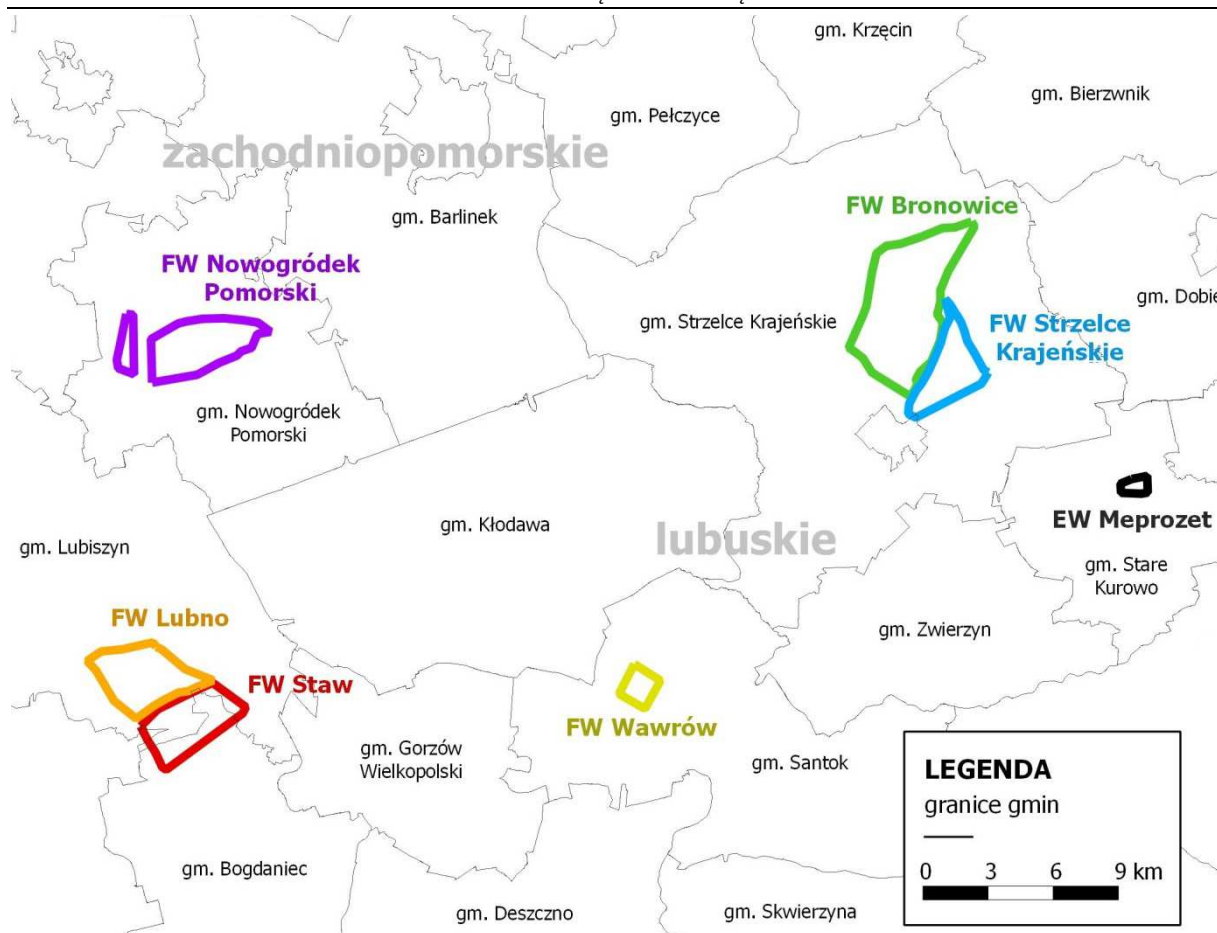 gm. Krzęcin
gm. Bierzwnik
gm. Pełczyce
zachodniopomorskie
gm. Barlinek
FW Bronowice
FW Nowogródek
Pomorski
gm. Dobie
gm. Strzelce Krajeńskie
FW Strzelce
Krajeńskie
gm. Nowogródek
Pomorski
gm. Kłodawa
lubuskie
EW Meprozet
gm. Lubiszyn
gm. Stare
Kurowo
FW Lubno
gm. Zwierzyn
FW Staw
FW Wawrów
gm. Gorzów
Wielkopolski
gm. Santok
LEGENDA
granice gmin
0 3 6 9 km
gm. Bogdaniec
gm. Deszczno
gm. Skwierzyna